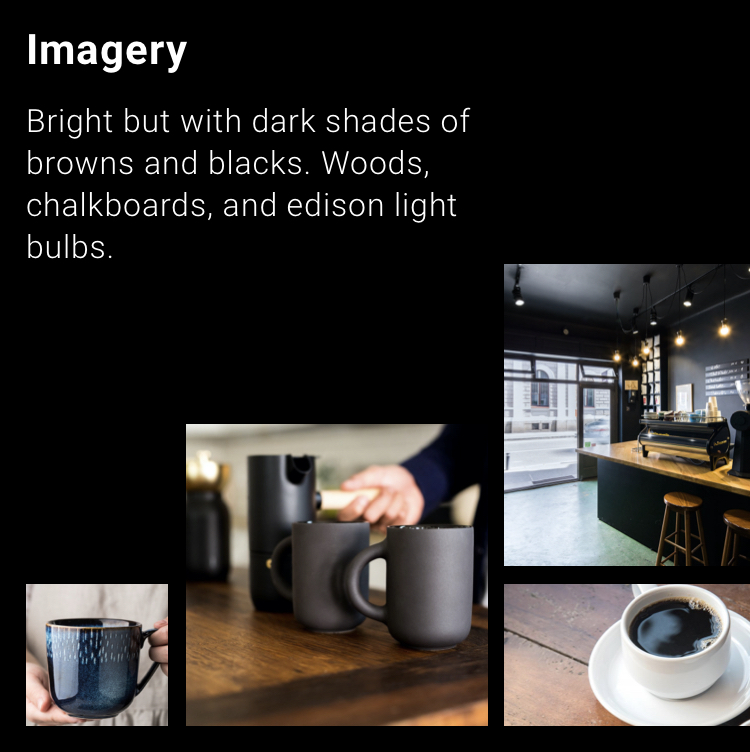 Imagery
Bright but with dark shades of
browns and blacks. Woods,
chalkboards, and edison light
bulbs.